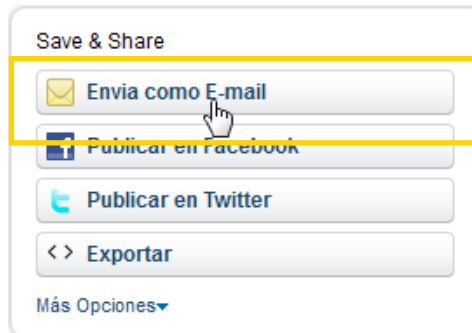 Save & Share
Envia como E-mail
Publicar en Facebook
Publicar en Twitter
Exportar
Más Opciones